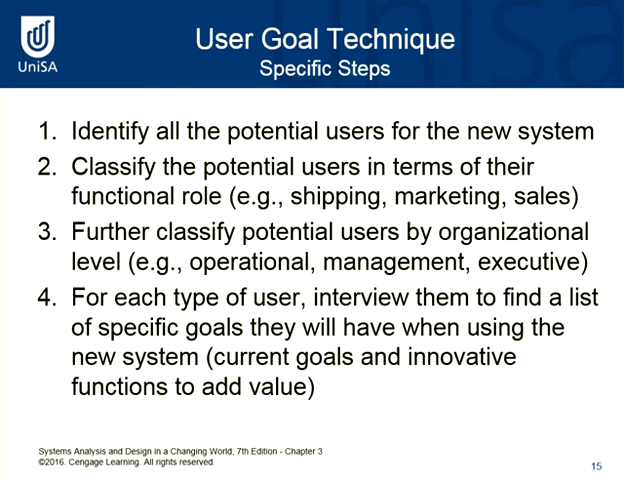 UniSA
User Goal Technique
Specific Steps
1. Identify all the potential users for the new system
2. Classify the potential users in terms of their
functional role (e.g., shipping, marketing, sales)
3. Further classify potential users by organizational
level (e.g., operational, management, executive)
4. For each type of user, interview them to find a list
of specific goals they will have when using the
new system (current goals and innovative
functions to add value)
Systems Analysis and Design in a Changing World, 7th Edition - Chapter 3
©2016. Cengage Learning. All rights reserved.
15